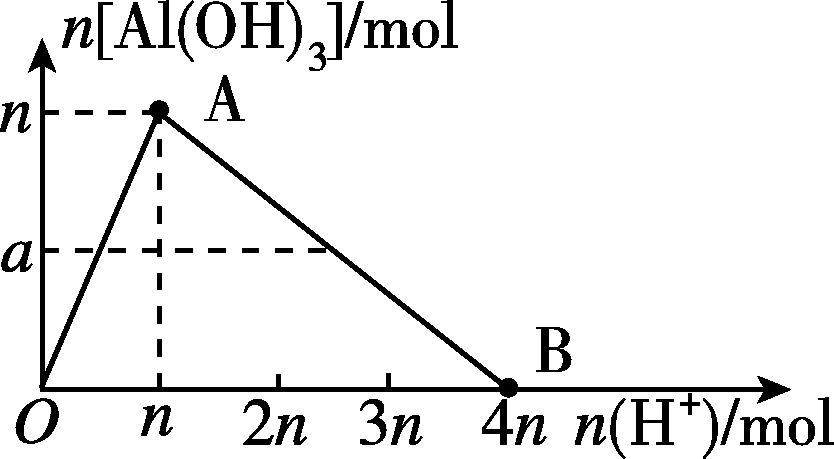 n[Al(OH)₃]/mol
n
A
a
B
O n 2n 3n 4n n(H⁺)/mol